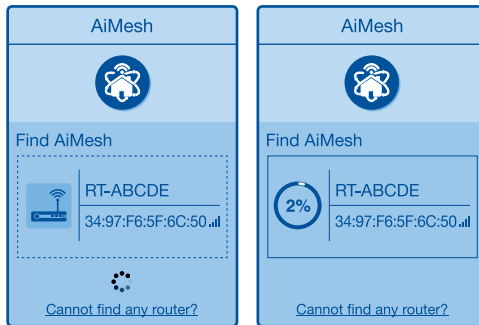 AiMesh
Find AiMesh
RT-ABCDE
34:97:F6:5F:6C:50
Cannot find any router?
AiMesh
Find AiMesh
2%
RT-ABCDE
34:97:F6:5F:6C:50
Cannot find any router?